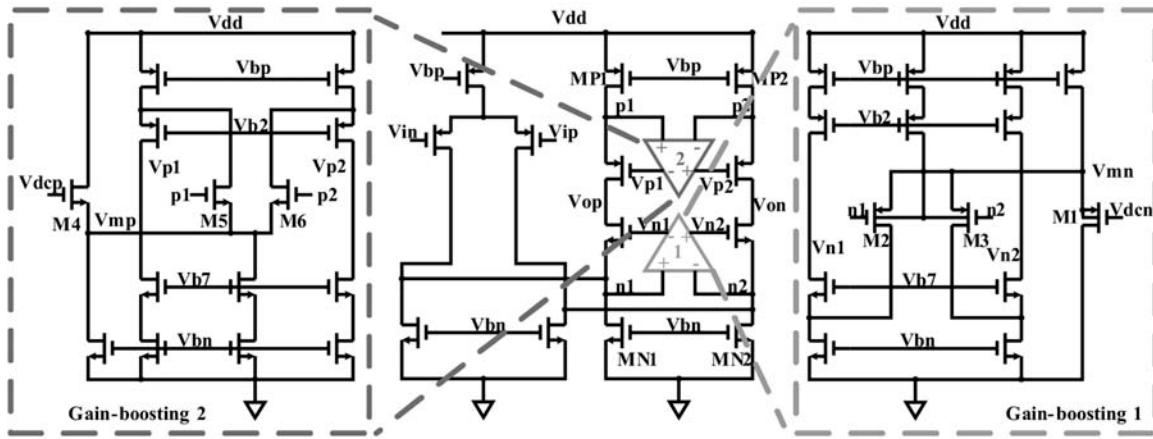 Vdd
Vbp
Vb2
Vp1
Vp2
Vdcp
p1
p2
M4
M5
M6
Vmp
Vb7
Vbn
Gain-boosting 2
Vdd
Vbp
MP1
Vbp
MP2
p1
p2
Vin
Vip
+
-
2
-
+
Vp1
Vp2
Vop
Von
Vn1
Vn2
-
+
1
+
-
n1
n2
Vbn
Vbn
MN1
MN2
Vdd
Vbp
Vb2
Vmn
n1
n2
M1
Vdcn
M2
M3
Vn1
Vn2
Vb7
Vbn
Gain-boosting 1